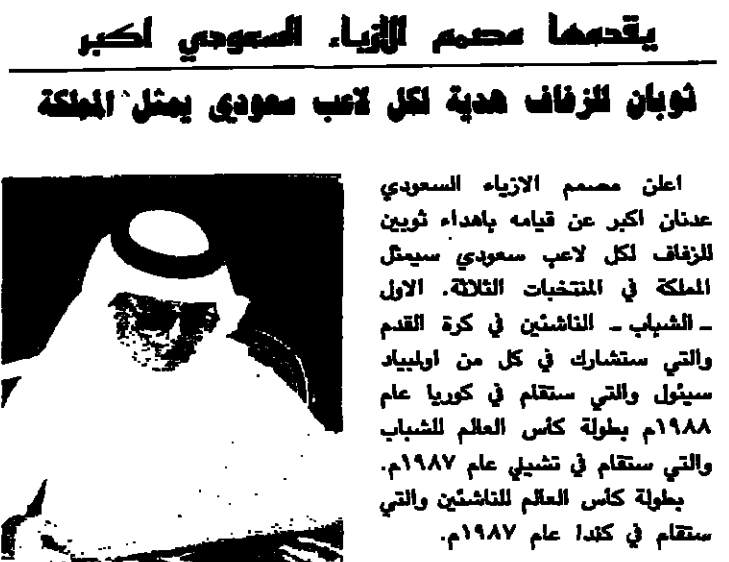 يقدمها مصمم الازياء السعودي اكبر
ثوبان للزفاف هدية لكل لاعب سعودي يمثل المملكة
اعلن مصمم الازياء السعودي
عدنان اكبر عن قيامه باهداء ثوبين
للزفاف لكل لاعب سعودي سيمثل
المملكة في المنتخبات الثلاثة. الاول
ـ الشباب ـ الناشئين في كرة القدم
والتي ستشارك في كل من اولبياد
سيئول والتي ستقام في كوريا عام
١٩٨٨م بطولة كأس العالم للشباب
والتي ستقام في تشيلي عام ١٩٨٧م.
بطولة كأس العالم للناشئين والتي
ستقام في كندا عام ١٩٨٧م.